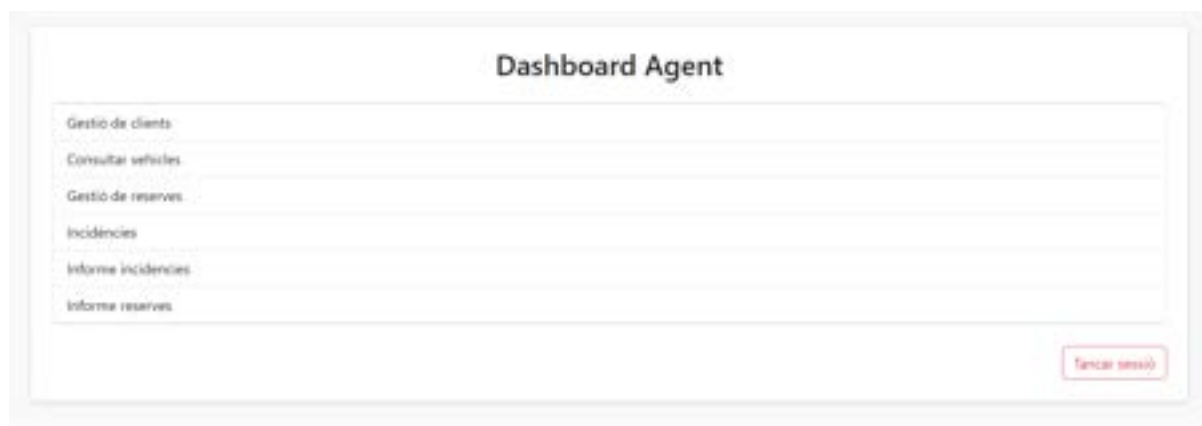 Dashboard Agent
Gestió de clients
Consultar vehicles
Gestió de reserves
Incidències
Informe incidencies
Informe reserves
Tancar sessió